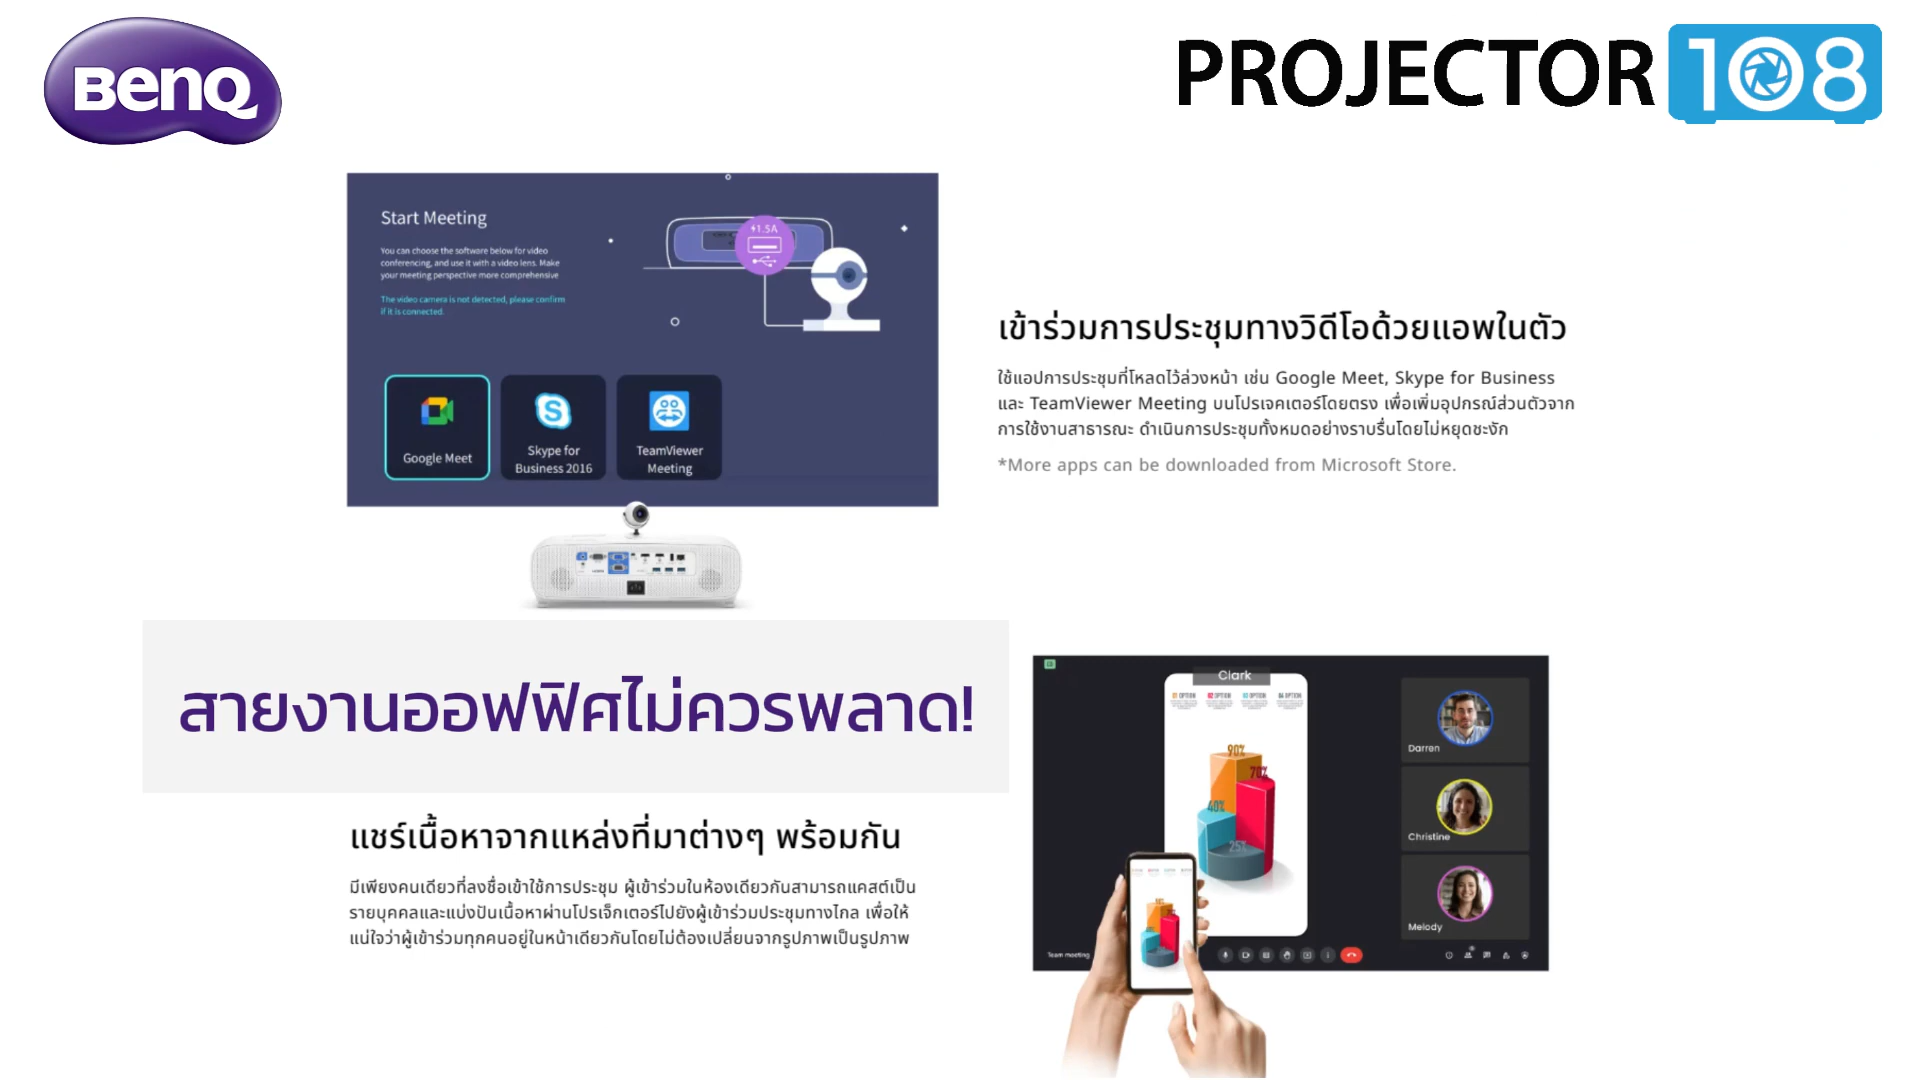 BenQ
PROJECTOR 108
Start Meeting
You can choose the software below for video
conferencing, and use it with a video lens. Make
your meeting perspective more comprehensive
The video camera is not detected, please confirm
if it is connected.
1.5A
Google Meet
Skype for
Business 2016
TeamViewer
Meeting
เข้าร่วมการประชุมทางวิดีโอด้วยแอพในตัว
ใช้แอปการประชุมที่โหลดไว้ล่วงหน้า เช่น Google Meet, Skype for Business
และ TeamViewer Meeting บนโปรเจคเตอร์โดยตรง เพื่อเพิ่มอุปกรณ์ส่วนตัวจาก
การใช้งานสาธารณะ ดำเนินการประชุมทั้งหมดอย่างราบรื่นโดยไม่หยุดชะงัก
*More apps can be downloaded from Microsoft Store.
สายงานออฟฟิศไม่ควรพลาด!
แชร์เนื้อหาจากแหล่งที่มาต่างๆ พร้อมกัน
มีเพียงคนเดียวที่ลงชื่อเข้าใช้การประชุม ผู้เข้าร่วมในห้องเดียวกันสามารถแคสต์เป็น
รายบุคคลและแบ่งปันเนื้อหาผ่านโปรเจ็กเตอร์ไปยังผู้เข้าร่วมประชุมทางไกล เพื่อให้
แน่ใจว่าผู้เข้าร่วมทุกคนอยู่ในหน้าเดียวกันโดยไม่ต้องเปลี่ยนจากรูปภาพเป็นรูปภาพ
Clark
01 OPTION 02 OPTION 03 OPTION 04 OPTION
90%
70%
40%
25%
Darren
Christine
Melody
Team meeting